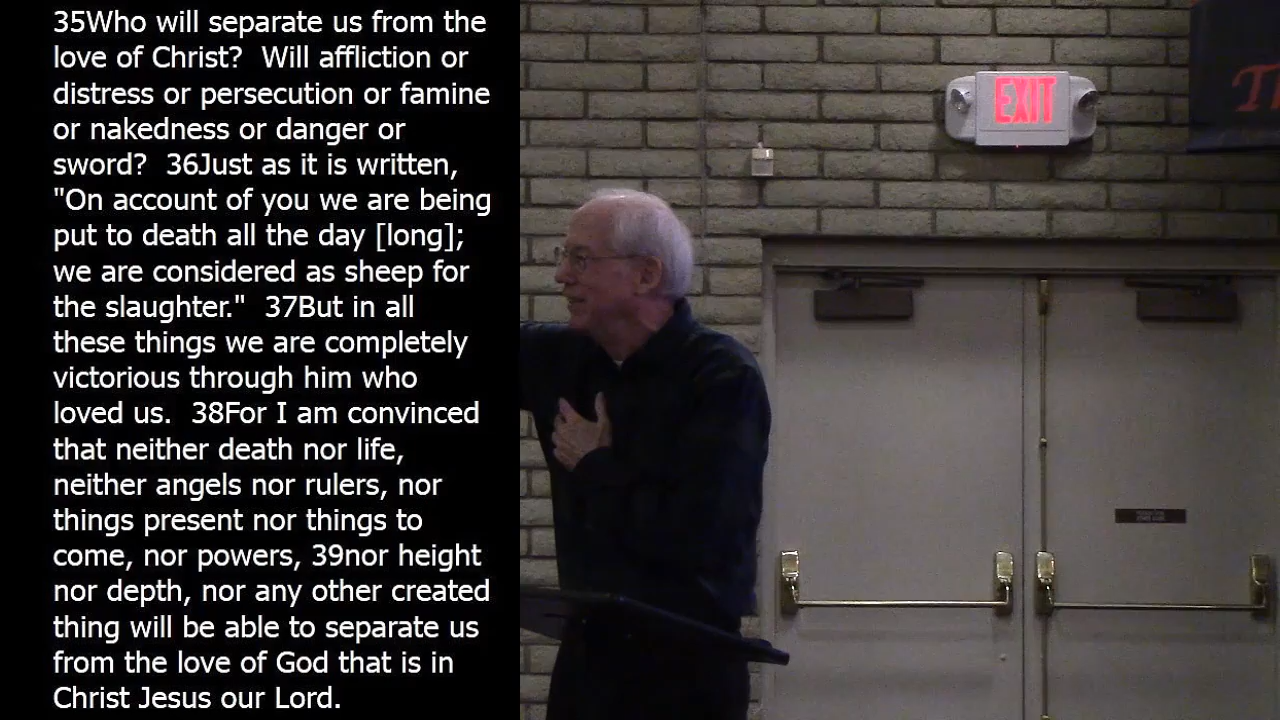 35Who will separate us from the
love of Christ?  Will affliction or
distress or persecution or famine
or nakedness or danger or
sword?  36Just as it is written,
"On account of you we are being
put to death all the day [long];
we are considered as sheep for
the slaughter."  37But in all
these things we are completely
victorious through him who
loved us.  38For I am convinced
that neither death nor life,
neither angels nor rulers, nor
things present nor things to
come, nor powers, 39nor height
nor depth, nor any other created
thing will be able to separate us
from the love of God that is in
Christ Jesus our Lord.
EXIT